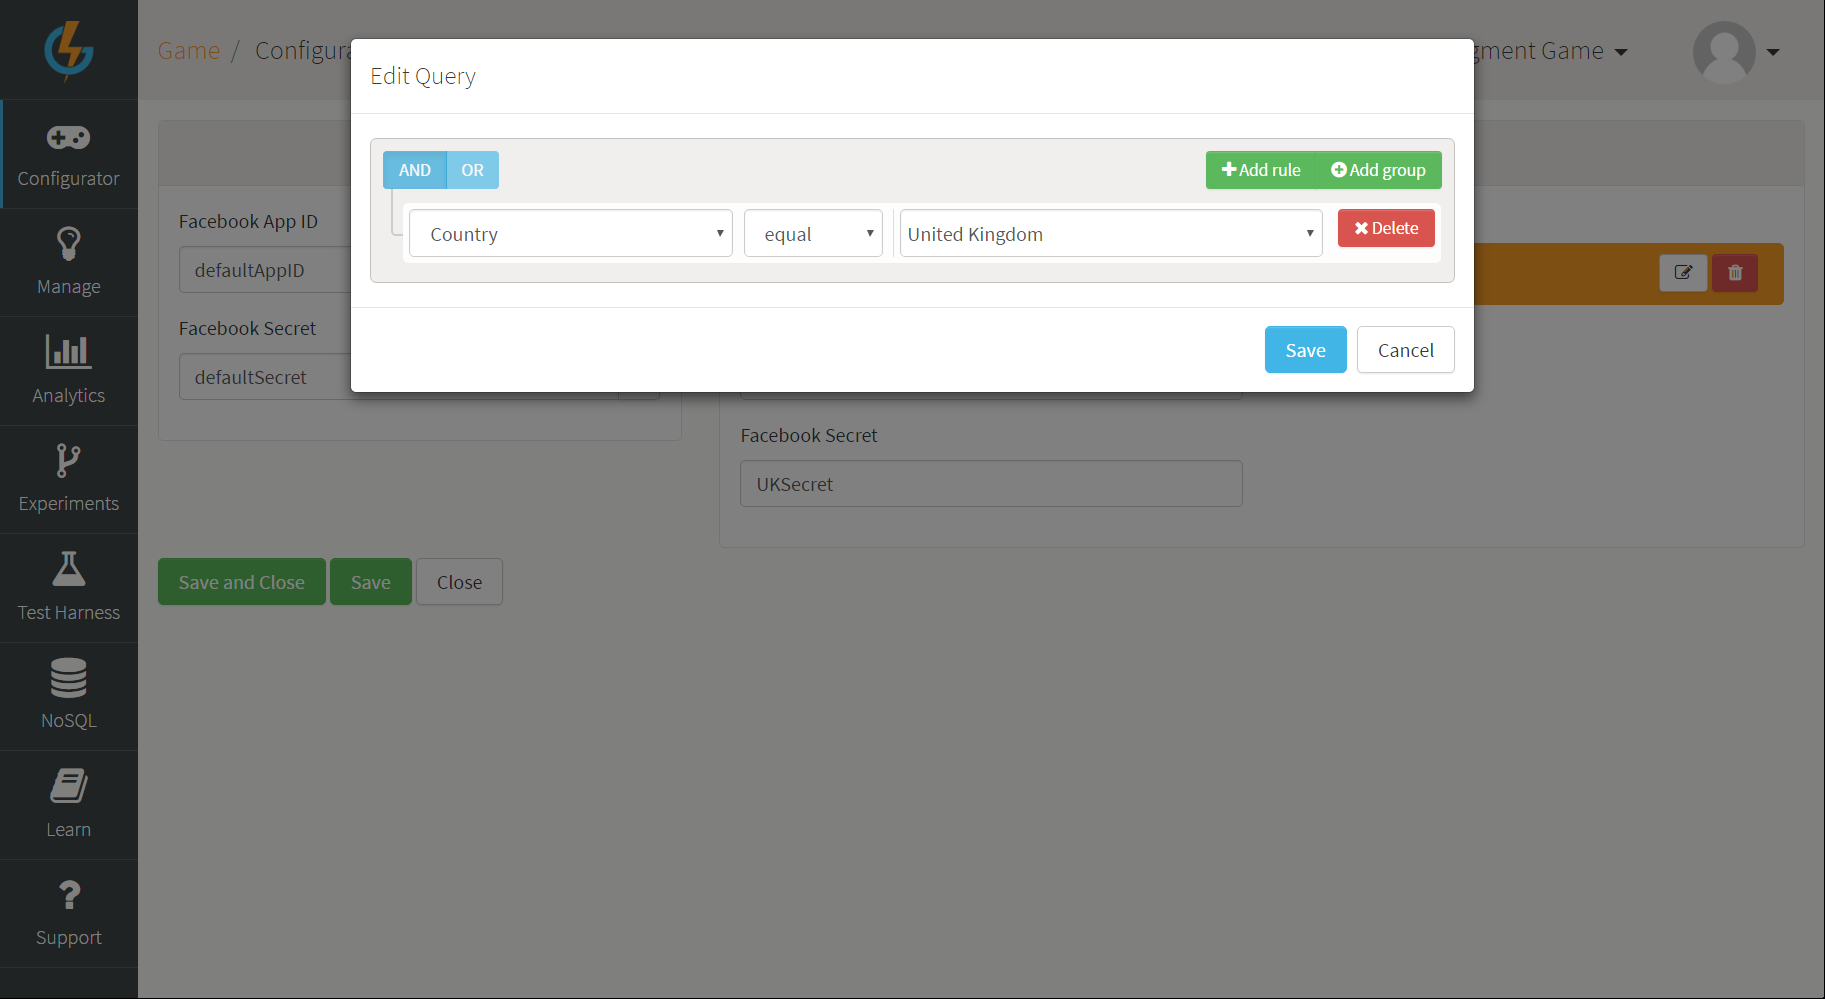 Game / Configura
gment Game
Edit Query
AND OR
Add rule
Add group
Country
equal
United Kingdom
Delete
Save
Cancel
Configurator
Manage
Analytics
Experiments
Test Harness
NoSQL
Learn
Support
Facebook App ID
defaultAppID
Facebook Secret
defaultSecret
Facebook Secret
UKSecret
Save and Close
Save
Close